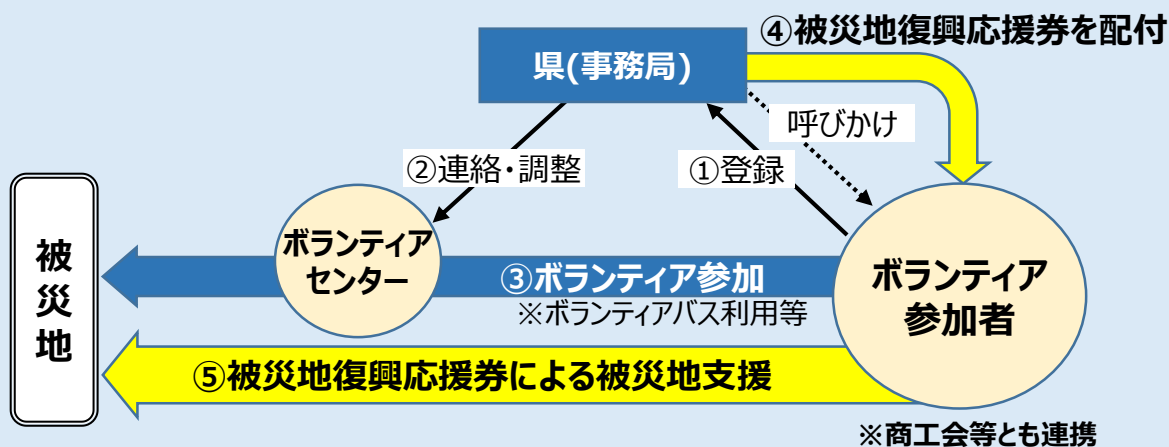 ④被災地復興応援券を配付
県(事務局)
呼びかけ
②連絡・調整
①登録
被災地
ボランティア
センター
③ボランティア参加
※ボランティアバス利用等
ボランティア
参加者
⑤被災地復興応援券による被災地支援
※商工会等とも連携